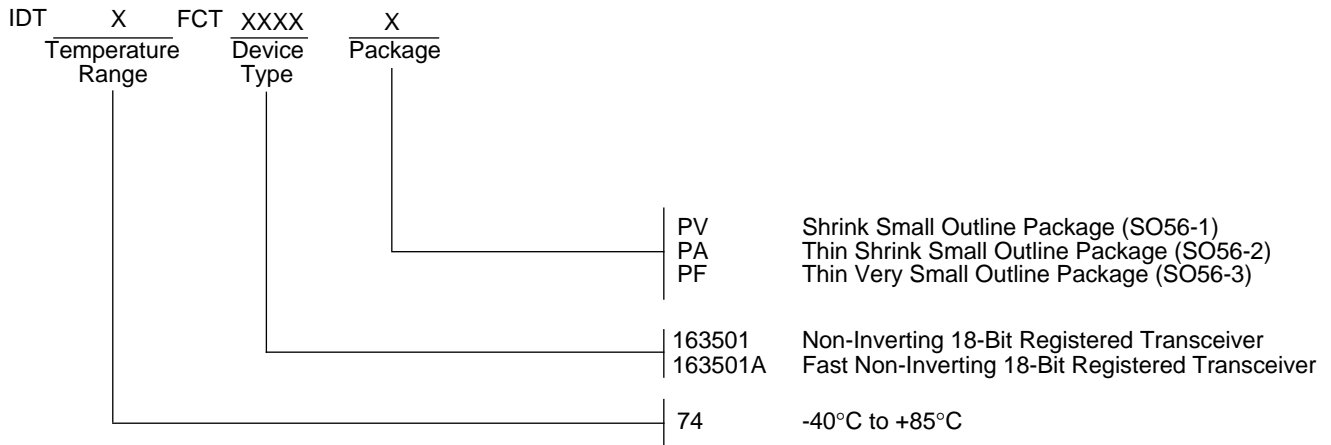 IDT X FCT XXXX X
Temperature Range Device Type Package
PV Shrink Small Outline Package (SO56-1)
PA Thin Shrink Small Outline Package (SO56-2)
PF Thin Very Small Outline Package (SO56-3)
163501 Non-Inverting 18-Bit Registered Transceiver
163501A Fast Non-Inverting 18-Bit Registered Transceiver
74 -40°C to +85°C